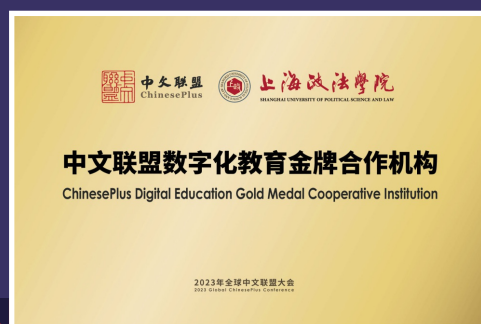 中文联盟
ChinesePlus
上海政法學院
SHANGHAI UNIVERSITY OF POLITICAL SCIENCE AND LAW
中文联盟数字化教育金牌合作机构
ChinesePlus Digital Education Gold Medal Cooperative Institution
2023年全球中文联盟大会
2023 Global ChinesePlus Conference